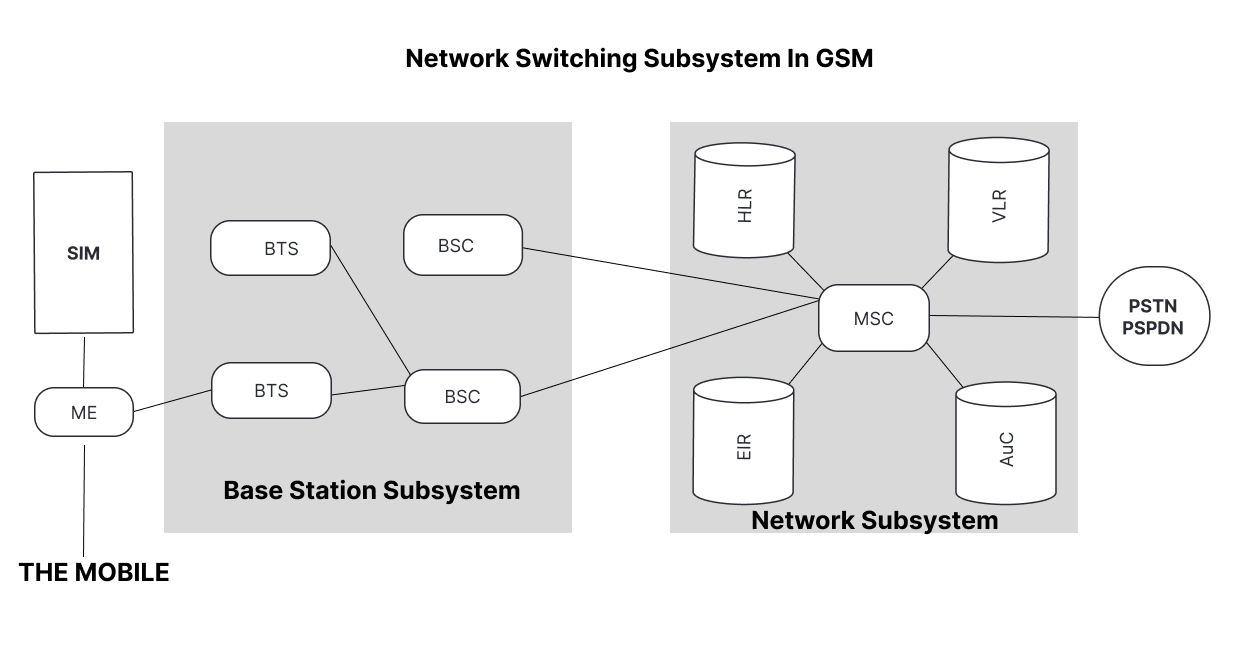 Network Switching Subsystem In GSM
SIM
ME
THE MOBILE
BTS
BSC
BTS
BSC
Base Station Subsystem
HLR
VLR
MSC
EIR
AuC
Network Subsystem
PSTN
PSPDN